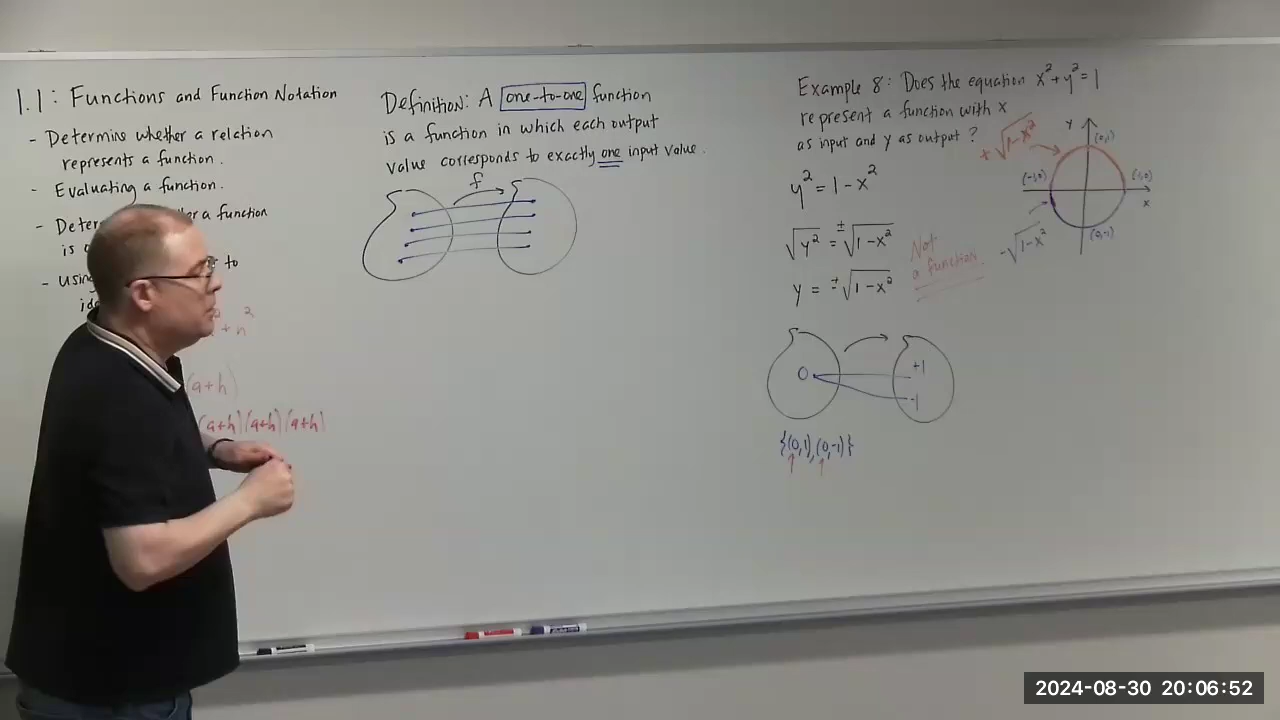 1.1: Functions and Function Notation
- Determine whether a relation
represents a function.
- Evaluating a function.
- Deter er a function
is
- Using to
+ h²
(a+h)
(a+h)(a+h)(a+h)
Definition: A one-to-one function
is a function in which each output
value corresponds to exactly one input value.
f
Example 8: Does the equation x²+y²=1
represent a function with x
as input and y as output?
y² = 1-x²
√y² = ±√1-x²
y = ±√1-x²
Not
a function.
+√1-x²
y
(0,1)
(-1,0)
(1,0)
x
(0,-1)
-√1-x²
0
+1
-1
{(0,1),(0,-1)}
2024-08-30 20:06:52